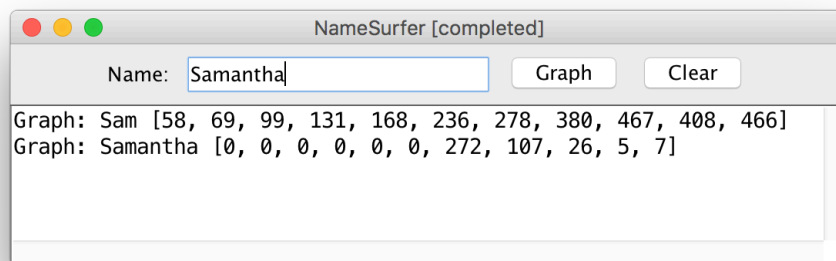 NameSurfer [completed]
Name: Samantha Graph Clear
Graph: Sam [58, 69, 99, 131, 168, 236, 278, 380, 467, 408, 466]
Graph: Samantha [0, 0, 0, 0, 0, 0, 272, 107, 26, 5, 7]